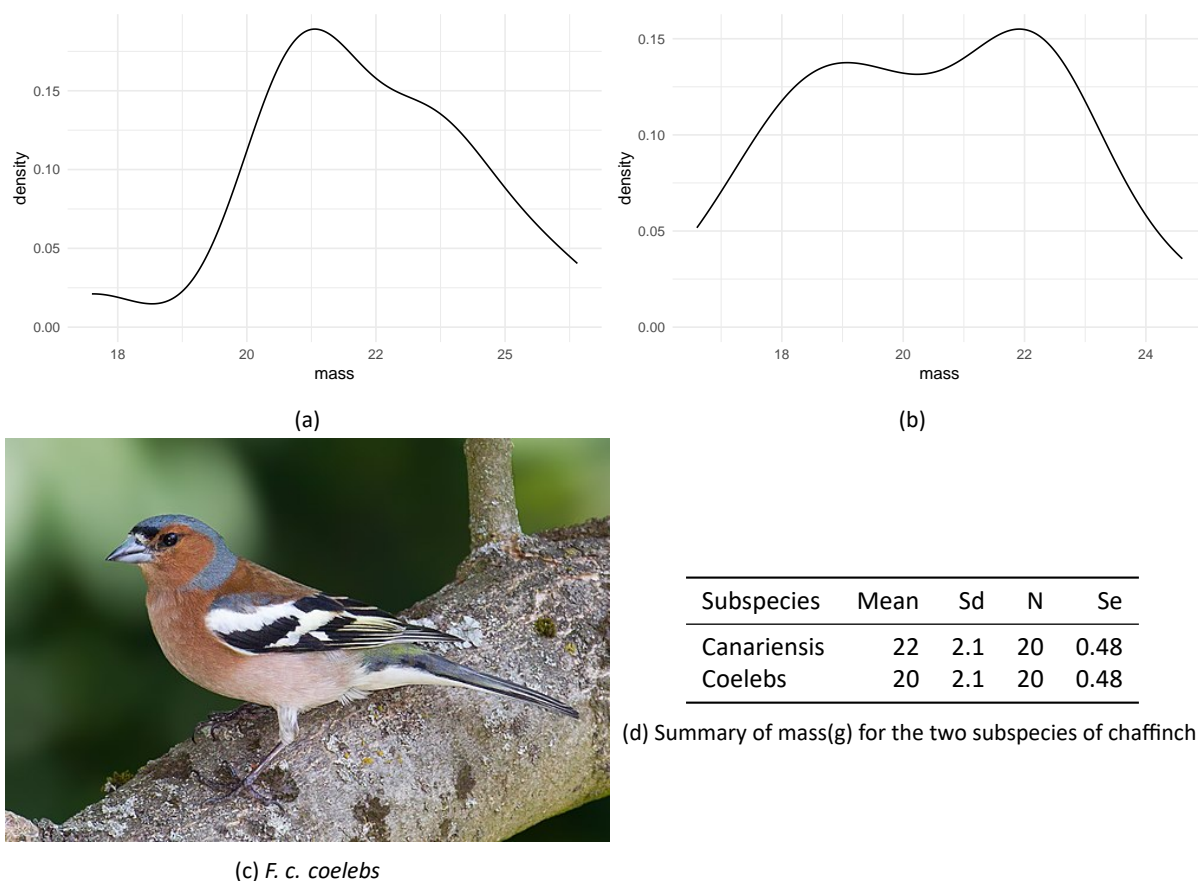 0.15
0.10
0.05
0.00
density
18 20 22 25
mass
(a)
0.15
0.10
0.05
0.00
density
18 20 22 24
mass
(b)
(c) F. c. coelebs
Subspecies Mean Sd N Se
Canariensis 22 2.1 20 0.48
Coelebs 20 2.1 20 0.48
(d) Summary of mass(g) for the two subspecies of chaffinch